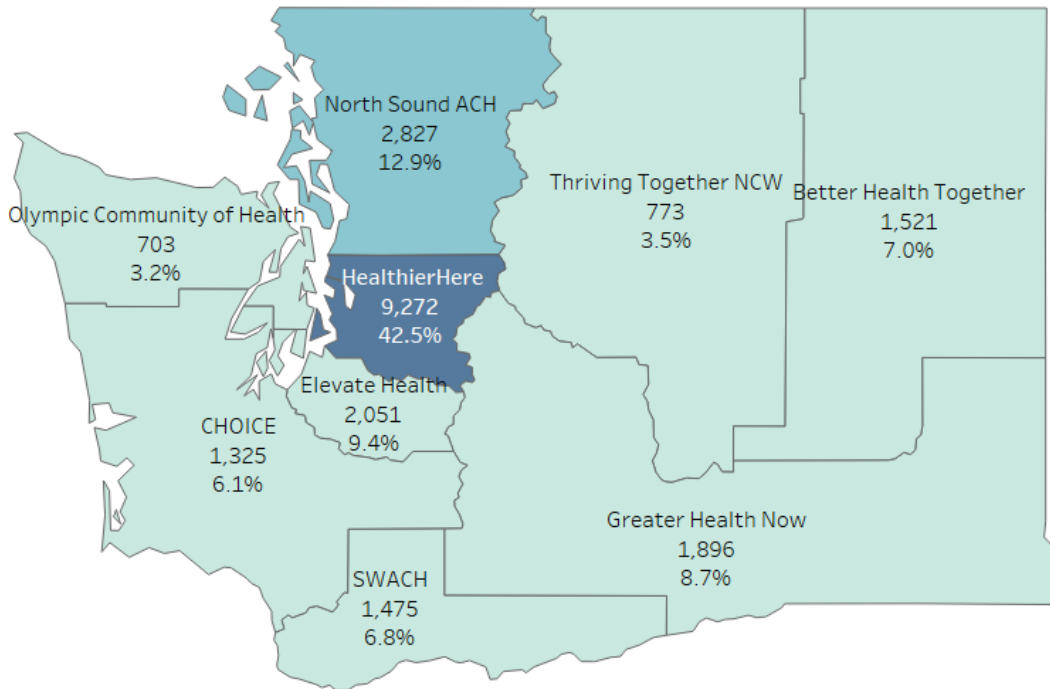 North Sound ACH
2,827
12.9%
Thriving Together NCW
773
3.5%
Better Health Together
1,521
7.0%
Olympic Community of Health
703
3.2%
HealthierHere
9,272
42.5%
Elevate Health
2,051
9.4%
CHOICE
1,325
6.1%
Greater Health Now
1,896
8.7%
SWACH
1,475
6.8%